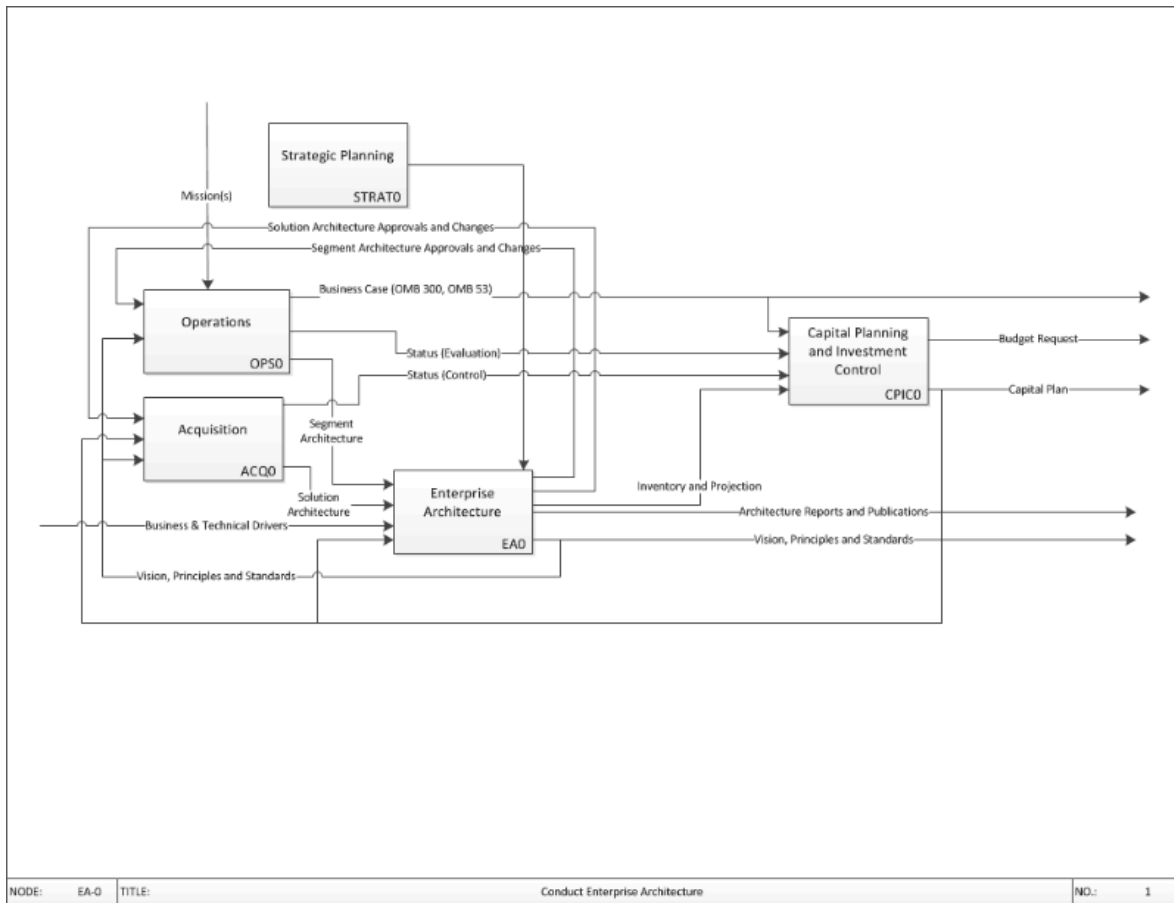 Strategic Planning
STRAT0
Mission(s)
Solution Architecture Approvals and Changes
Segment Architecture Approvals and Changes
Business Case (OMB 300, OMB 53)
Operations
OPS0
Capital Planning
and Investment
Control
CPIC0
Budget Request
Status (Evaluation)
Status (Control)
Capital Plan
Acquisition
ACQ0
Segment
Architecture
Solution
Architecture
Enterprise
Architecture
EA0
Inventory and Projection
Business & Technical Drivers
Architecture Reports and Publications
Vision, Principles and Standards
Vision, Principles and Standards
NODE: EA-0 TITLE: Conduct Enterprise Architecture NO.: 1